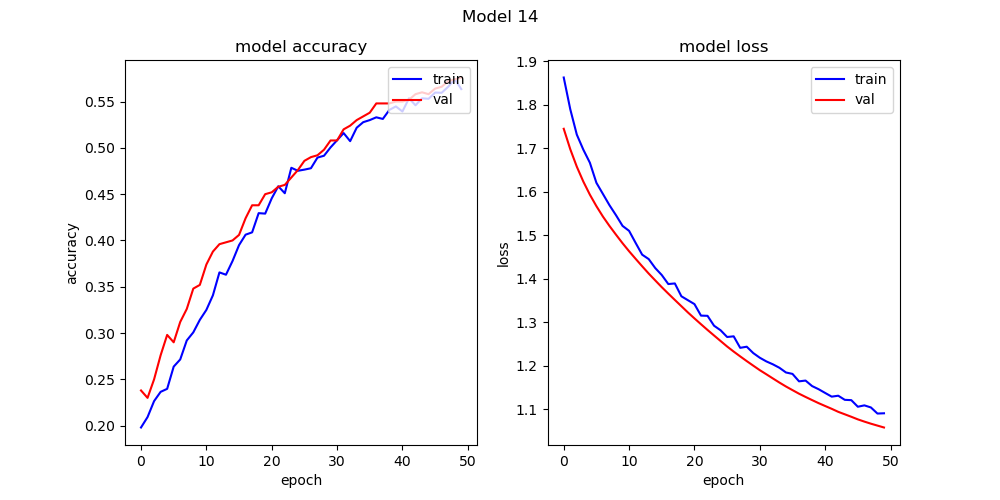 Model 14
model accuracy
accuracy
0.55
0.50
0.45
0.40
0.35
0.30
0.25
0.20
0 10 20 30 40 50
epoch
train
val
model loss
loss
1.9
1.8
1.7
1.6
1.5
1.4
1.3
1.2
1.1
0 10 20 30 40 50
epoch
train
val